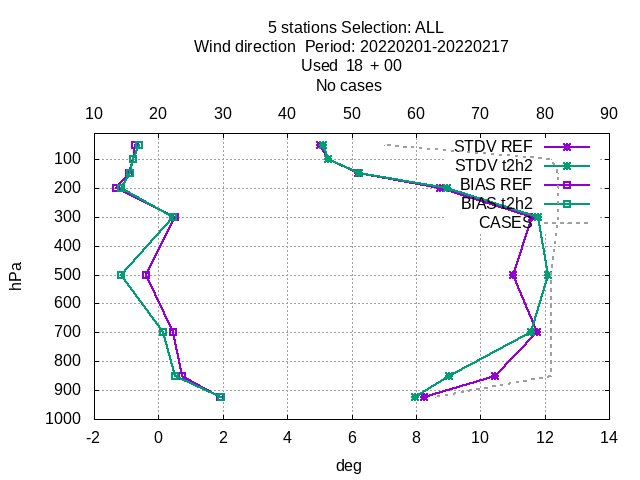 5 stations Selection: ALL
Wind direction  Period: 20220201-20220217
Used  18  + 00
No cases
10 20 30 40 50 60 70 80 90
STDV REF
STDV t2h2
BIAS REF
BIAS t2h2
CASES
100
200
300
400
500
600
700
800
900
1000
hPa
-2 0 2 4 6 8 10 12 14
deg